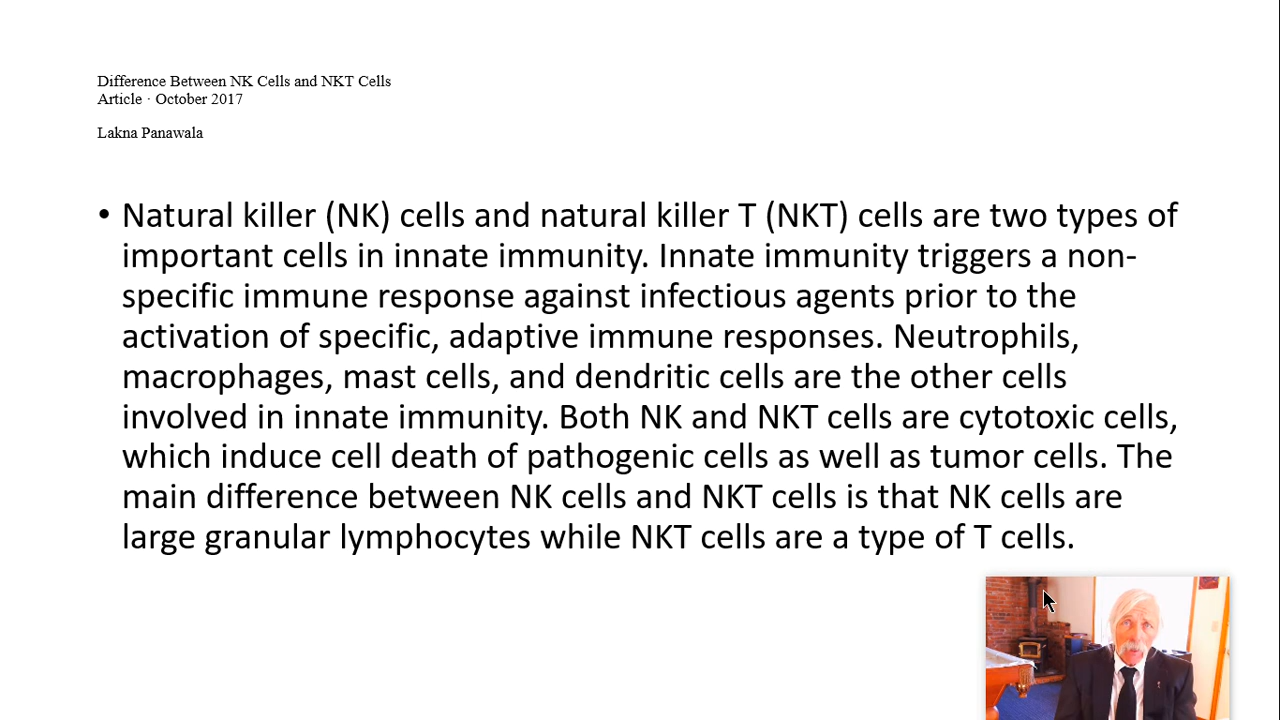 Difference Between NK Cells and NKT Cells
Article · October 2017
Lakna Panawala
• Natural killer (NK) cells and natural killer T (NKT) cells are two types of
important cells in innate immunity. Innate immunity triggers a non-
specific immune response against infectious agents prior to the
activation of specific, adaptive immune responses. Neutrophils,
macrophages, mast cells, and dendritic cells are the other cells
involved in innate immunity. Both NK and NKT cells are cytotoxic cells,
which induce cell death of pathogenic cells as well as tumor cells. The
main difference between NK cells and NKT cells is that NK cells are
large granular lymphocytes while NKT cells are a type of T cells.